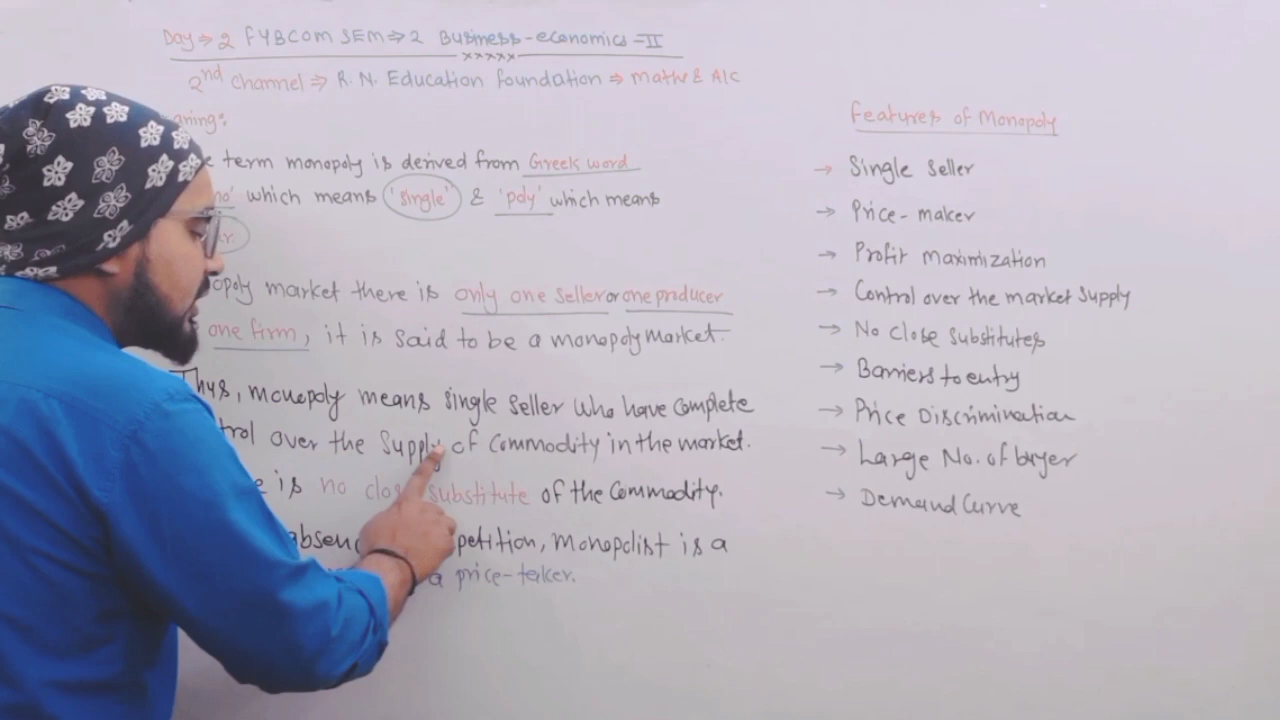 Day⇒2 FYBCOM SEM⇒2 Business-economics-II
xxxxx
2nd Channel ⇒ R.N. Education foundation ⇒ Maths & A/C
aning:
e term monopoly is derived from Greek word
no' which means 'single' & 'poly' which means
er.
opoly market there is only one seller or one producer
one firm, it is said to be a monopoly market.
Thus, monopoly means single seller who have complete
trol over the supply of commodity in the market.
e is no close substitute of the commodity.
absenc petition, monopolist is a
a price-taker.
Features of Monopoly
→ Single seller
→ Price-maker
→ Profit maximization
→ Control over the market supply
→ No close substitutes
→ Barriers to entry
→ Price Discrimination
→ Large No. of buyer
→ Demand Curve